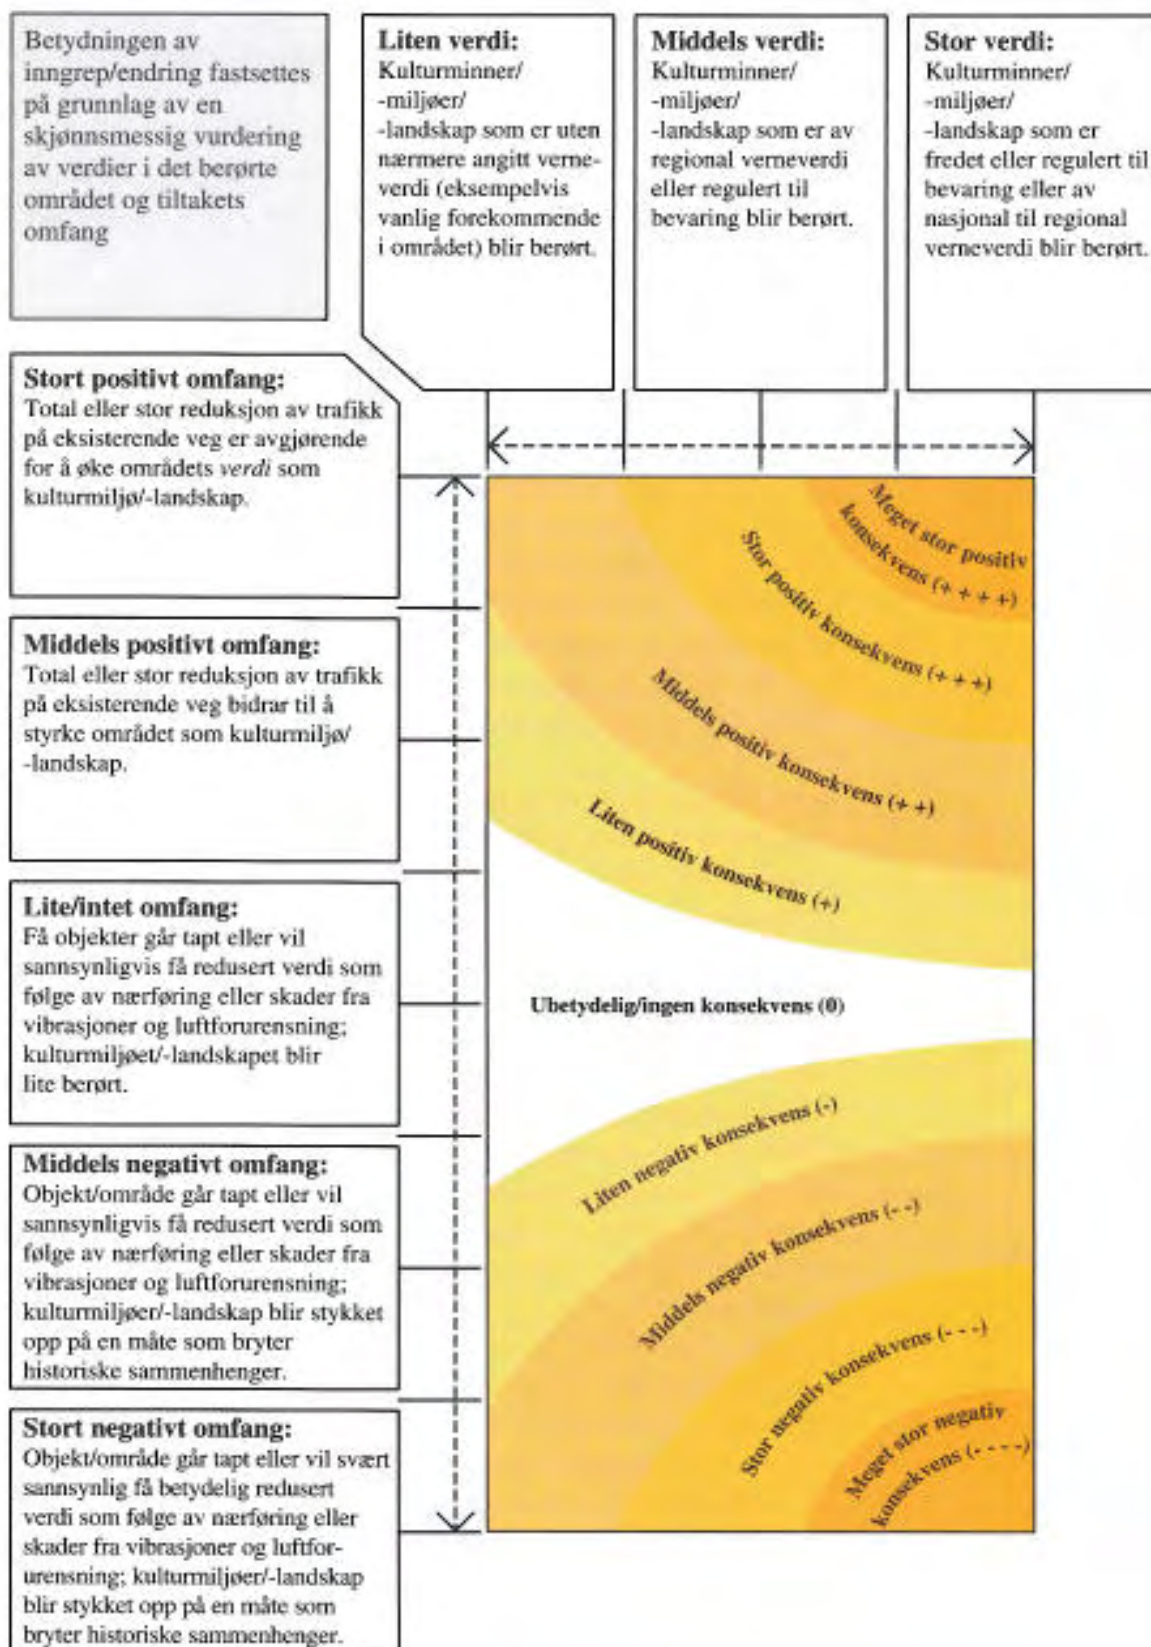 Betydningen av
inngrep/endring fastsettes
på grunnlag av en
skjønnsmessig vurdering
av verdier i det berørte
området og tiltakets
omfang
Liten verdi:
Kulturminner/
-miljøer/
-landskap som er uten
nærmere angitt verne-
verdi (eksempelvis
vanlig forekommende
i området) blir berørt.
Middels verdi:
Kulturminner/
-miljøer/
-landskap som er av
regional verneverdi
eller regulert til
bevaring blir berørt.
Stor verdi:
Kulturminner/
-miljøer/
-landskap som er
fredet eller regulert til
bevaring eller av
nasjonal til regional
verneverdi blir berørt.
Stort positivt omfang:
Total eller stor reduksjon av trafikk
på eksisterende veg er avgjørende
for å øke områdets verdi som
kulturmiljø/-landskap.
Middels positivt omfang:
Total eller stor reduksjon av trafikk
på eksisterende veg bidrar til å
styrke området som kulturmiljø/
-landskap.
Lite/intet omfang:
Få objekter går tapt eller vil
sannsynligvis få redusert verdi som
følge av nærføring eller skader fra
vibrasjoner og luftforurensning;
kulturmiljøet/-landskapet blir
lite berørt.
Middels negativt omfang:
Objekt/område går tapt eller vil
sannsynligvis få redusert verdi som
følge av nærføring eller skader fra
vibrasjoner og luftforurensning;
kulturmiljøer/-landskap blir stykket
opp på en måte som bryter
historiske sammenhenger.
Stort negativt omfang:
Objekt/område går tapt eller vil svært
sannsynlig få betydelig redusert
verdi som følge av nærføring eller
skader fra vibrasjoner og luftfor-
urensning; kulturmiljøer/-landskap
blir stykket opp på en måte som
bryter historiske sammenhenger.
Meget stor positiv
konsekvens (+ + + +)
Stor positiv konsekvens (+ + +)
Middels positiv konsekvens (+ +)
Liten positiv konsekvens (+)
Ubetydelig/ingen konsekvens (0)
Liten negativ konsekvens (-)
Middels negativ konsekvens (- -)
Stor negativ konsekvens (- - -)
Meget stor negativ
konsekvens (- - - -)